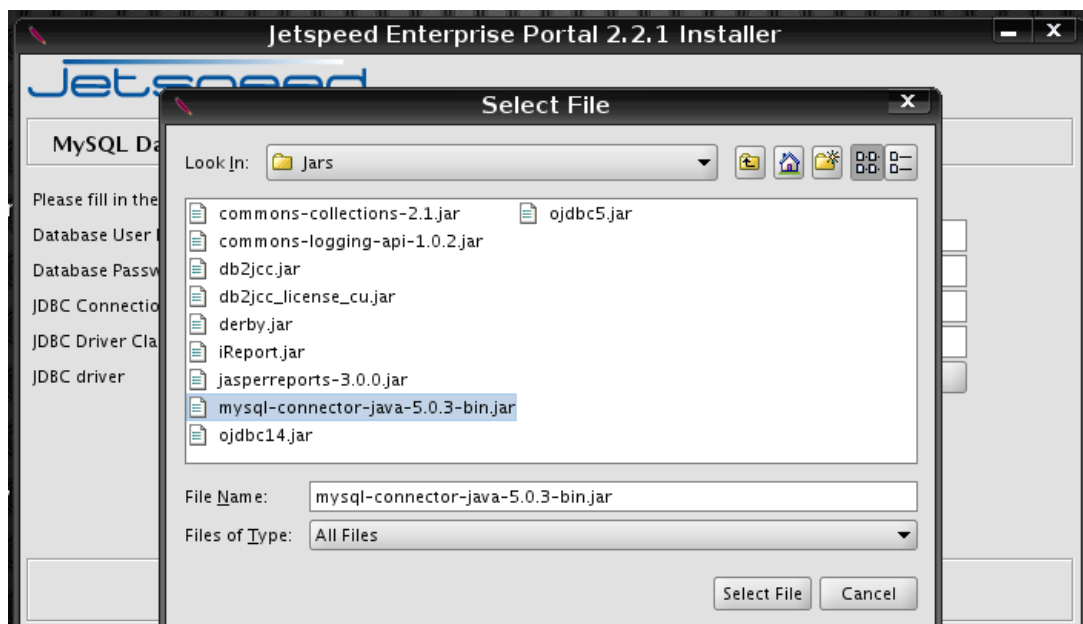 Jetspeed Enterprise Portal 2.2.1 Installer
Jetspeed
Select File
MySQL Da
Look In: Jars
Please fill in the
Database User
Database Passw
JDBC Connectio
JDBC Driver Cla
JDBC driver
commons-collections-2.1.jar
commons-logging-api-1.0.2.jar
db2jcc.jar
db2jcc_license_cu.jar
derby.jar
iReport.jar
jasperreports-3.0.0.jar
mysql-connector-java-5.0.3-bin.jar
ojdbc14.jar
ojdbc5.jar
File Name: mysql-connector-java-5.0.3-bin.jar
Files of Type: All Files
Select File Cancel